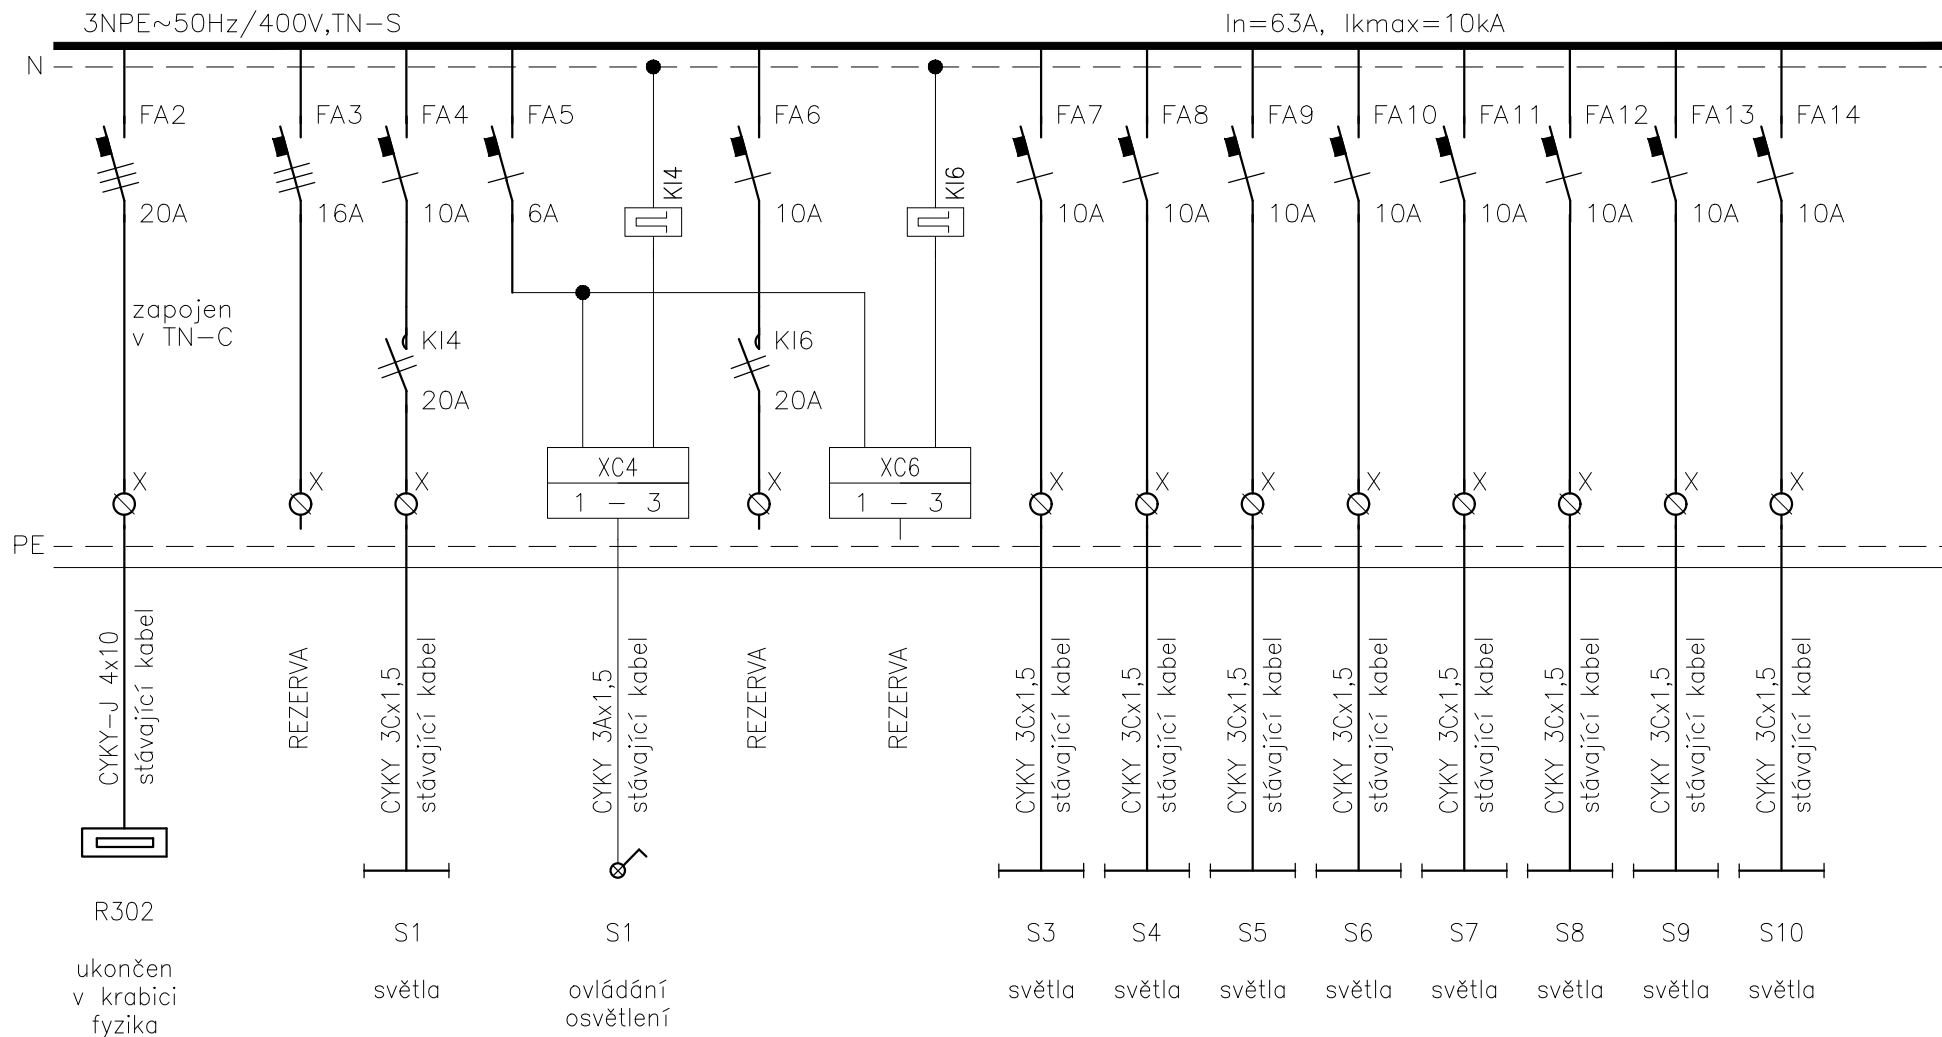 3NPE~50Hz/400V,TN-S
In=63A, Ikmax=10kA
N
FA2
FA3
FA4
FA5
FA6
FA7
FA8
FA9
FA10
FA11
FA12
FA13
FA14
KI4
KI6
20A
16A
10A
6A
10A
10A
10A
10A
10A
10A
10A
10A
10A
zapojen
v TN-C
KI4
KI6
20A
20A
XC4
XC6
X
X
X
X
X
X
X
X
X
X
X
X
1 - 3
1 - 3
PE
CYKY-J 4x10
stávající kabel
REZERVA
CYKY 3Cx1,5
stávající kabel
CYKY 3Ax1,5
stávající kabel
REZERVA
REZERVA
CYKY 3Cx1,5
stávající kabel
CYKY 3Cx1,5
stávající kabel
CYKY 3Cx1,5
stávající kabel
CYKY 3Cx1,5
stávající kabel
CYKY 3Cx1,5
stávající kabel
CYKY 3Cx1,5
stávající kabel
CYKY 3Cx1,5
stávající kabel
CYKY 3Cx1,5
stávající kabel
R302
ukončen
v krabici
fyzika
S1
světla
S1
ovládání
osvětlení
S3
světla
S4
světla
S5
světla
S6
světla
S7
světla
S8
světla
S9
světla
S10
světla